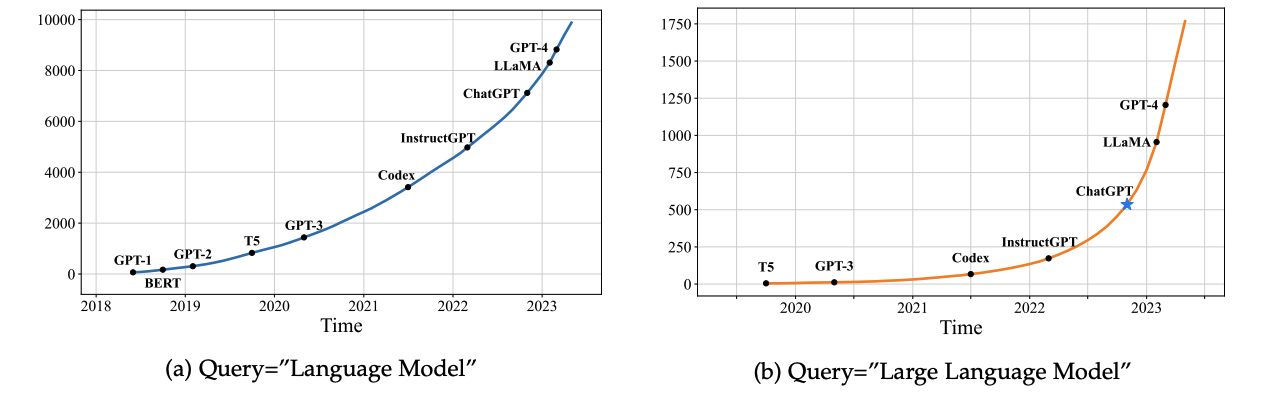 10000
8000
6000
4000
2000
0
GPT-1
BERT
GPT-2
T5
GPT-3
Codex
InstructGPT
ChatGPT
LLaMA
GPT-4
2018 2019 2020 2021 2022 2023
Time
(a) Query=”Language Model”
1750
1500
1250
1000
750
500
250
0
T5
GPT-3
Codex
InstructGPT
ChatGPT
LLaMA
GPT-4
2020 2021 2022 2023
Time
(b) Query=”Large Language Model”